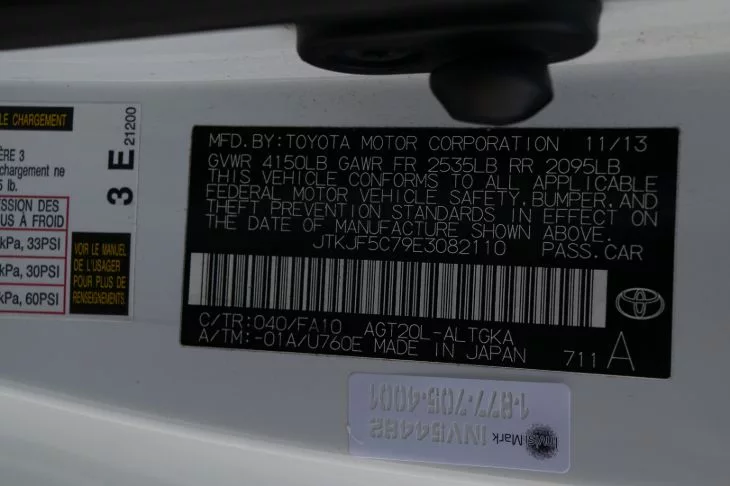 LE CHARGEMENT
3 E 21200
ÈRE 3
chargement ne
5 lb.
ESSION DES
US À FROID
kPa, 33PSI
kPa, 30PSI
kPa, 60PSI
VOIR LE MANUEL
DE L'USAGER
POUR PLUS DE
RENSEIGNEMENTS
MFD.BY:TOYOTA MOTOR CORPORATION 11/13
GVWR 4150LB GAWR FR 2535LB RR 2095LB
THIS VEHICLE CONFORMS TO ALL APPLICABLE
FEDERAL MOTOR VEHICLE SAFETY,BUMPER,AND
THEFT PREVENTION STANDARDS IN EFFECT ON
THE DATE OF MANUFACTURE SHOWN ABOVE.
JTKJF5C79E3082110 PASS.CAR
C/TR:040/FA10 AGT20L-ALTGKA
A/TM:-01A/U760E MADE IN JAPAN 711 A
1-877-705-4001
INV54482
InvisiMark